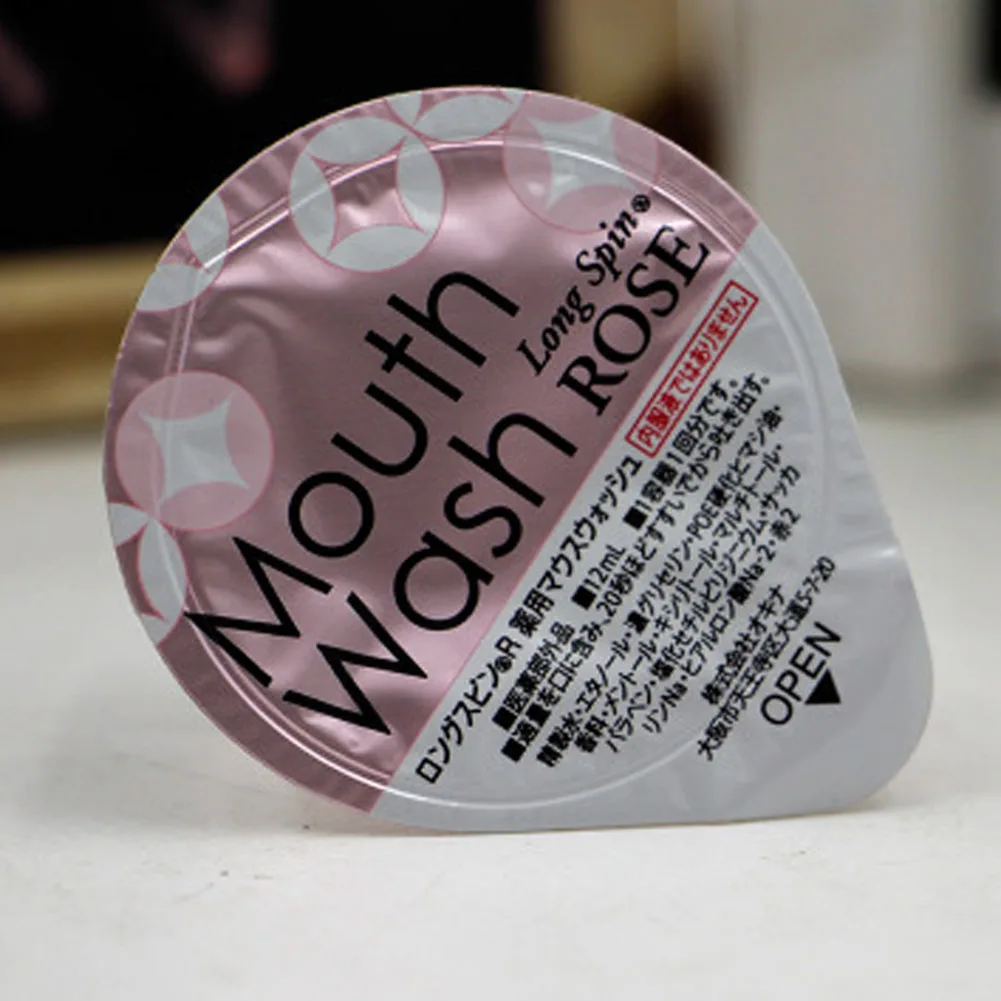 Mouth
Wash
Long Spin®
ROSE
ロングスピン®R 薬用マウスウォッシュ
内服液ではありません
■医薬部外品 ■12mL ■1容器1回分です。
■適量を口に含み、20秒ほどすすいでから吐き出す。
精製水・エタノール・濃グリセリン・POE硬化ヒマシ油・
香料・メントール・キシリトール・マルチトール・
パラベン・塩化セチルピリジニウム・サッカ
リンNa・ヒアルロン酸Na-2・赤2
株式会社オキナ
大阪市天王寺区大道5-7-20
OPEN